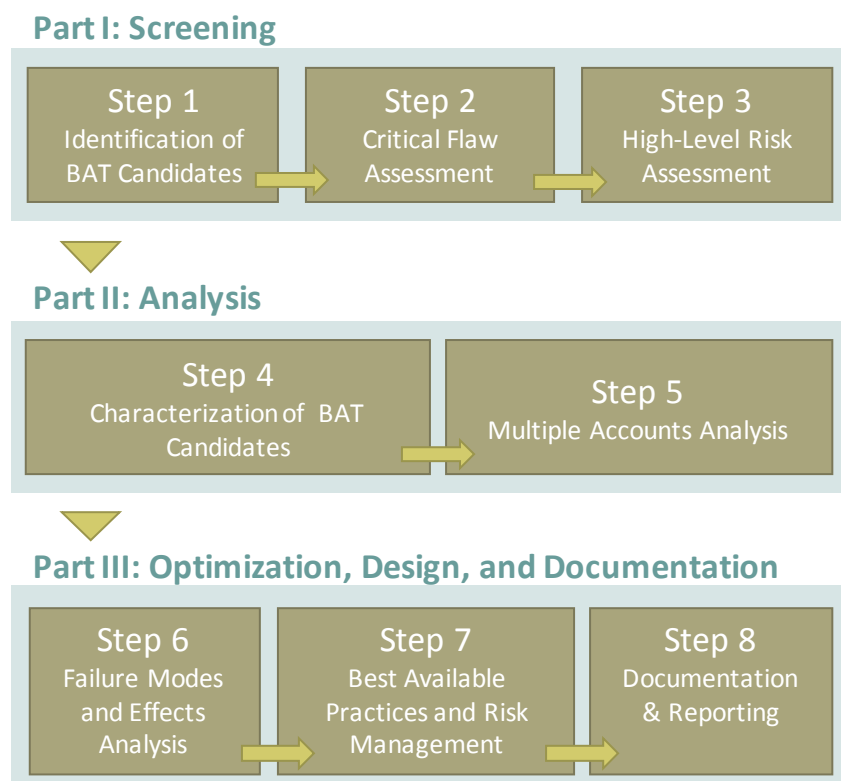 Part I: Screening
Step 1
Identification of
BAT Candidates
Step 2
Critical Flaw
Assessment
Step 3
High-Level Risk
Assessment
Part II: Analysis
Step 4
Characterization of BAT
Candidates
Step 5
Multiple Accounts Analysis
Part III: Optimization, Design, and Documentation
Step 6
Failure Modes
and Effects
Analysis
Step 7
Best Available
Practices and Risk
Management
Step 8
Documentation
& Reporting